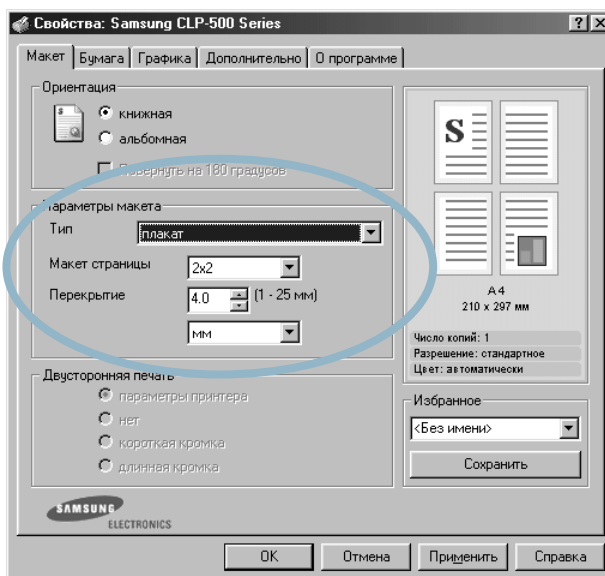 Свойства: Samsung CLP-500 Series
Макет Бумага Графика Дополнительно О программе
Ориентация
книжная
альбомная
Повернуть на 180 градусов
Параметры макета
Тип плакат
Макет страницы 2x2
Перекрытие 4.0 (1 - 25 мм)
мм
Двусторонняя печать
параметры принтера
нет
короткая кромка
длинная кромка
S
A4
210 x 297 мм
Число копий: 1
Разрешение: стандартное
Цвет: автоматически
Избранное
<Без имени>
Сохранить
SAMSUNG
ELECTRONICS
OK Отмена Применить Справка